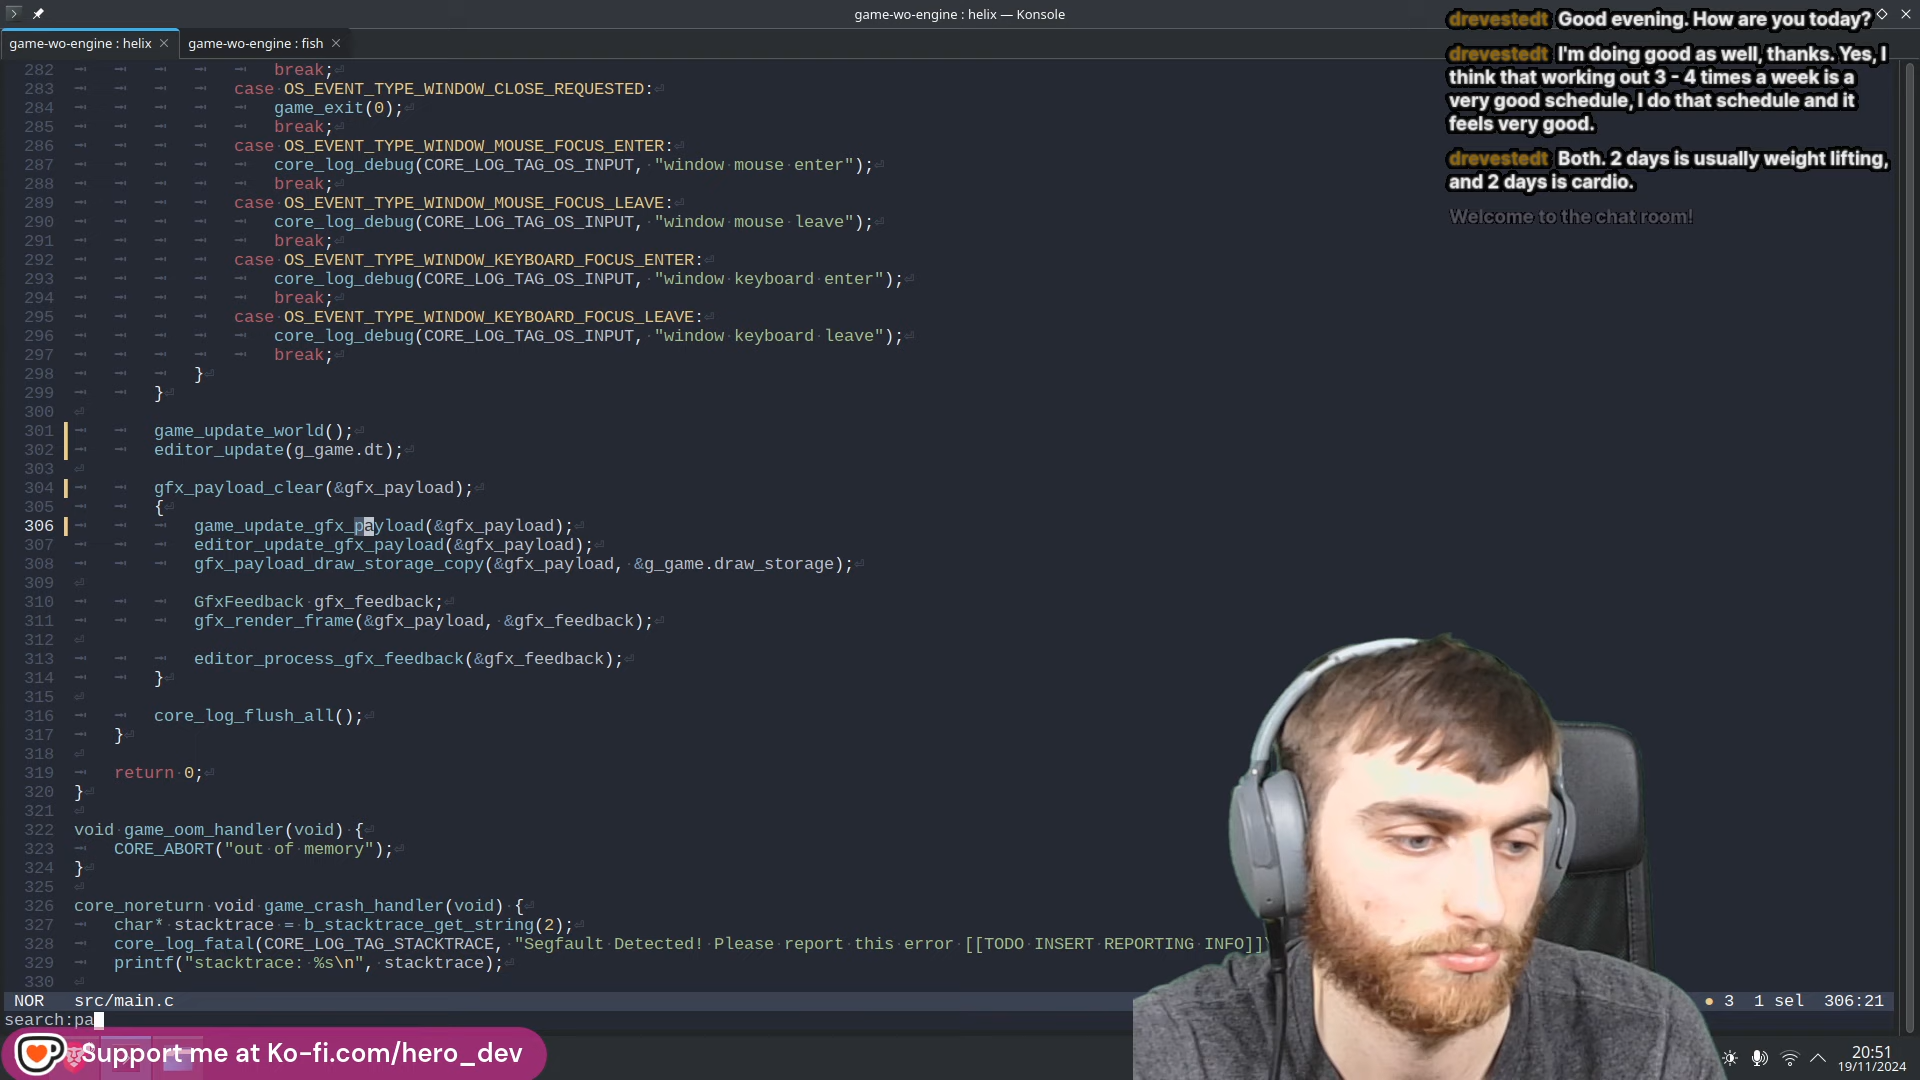 game-wo-engine : helix — Konsole
game-wo-engine : helix
game-wo-engine : fish
282 break;
283 case OS_EVENT_TYPE_WINDOW_CLOSE_REQUESTED:
284 game_exit(0);
285 break;
286 case OS_EVENT_TYPE_WINDOW_MOUSE_FOCUS_ENTER:
287 core_log_debug(CORE_LOG_TAG_OS_INPUT, "window mouse enter");
288 break;
289 case OS_EVENT_TYPE_WINDOW_MOUSE_FOCUS_LEAVE:
290 core_log_debug(CORE_LOG_TAG_OS_INPUT, "window mouse leave");
291 break;
292 case OS_EVENT_TYPE_WINDOW_KEYBOARD_FOCUS_ENTER:
293 core_log_debug(CORE_LOG_TAG_OS_INPUT, "window keyboard enter");
294 break;
295 case OS_EVENT_TYPE_WINDOW_KEYBOARD_FOCUS_LEAVE:
296 core_log_debug(CORE_LOG_TAG_OS_INPUT, "window keyboard leave");
297 break;
298 }
299 }
300
301 game_update_world();
302 editor_update(g_game.dt);
303
304 gfx_payload_clear(&gfx_payload);
305 {
306 game_update_gfx_payload(&gfx_payload);
307 editor_update_gfx_payload(&gfx_payload);
308 gfx_payload_draw_storage_copy(&gfx_payload, &g_game.draw_storage);
309
310 GfxFeedback gfx_feedback;
311 gfx_render_frame(&gfx_payload, &gfx_feedback);
312
313 editor_process_gfx_feedback(&gfx_feedback);
314 }
315
316 core_log_flush_all();
317 }
318
319 return 0;
320 }
321
322 void game_oom_handler(void) {
323 CORE_ABORT("out of memory");
324 }
325
326 core_noreturn void game_crash_handler(void) {
327 char* stacktrace = b_stacktrace_get_string(2);
328 core_log_fatal(CORE_LOG_TAG_STACKTRACE, "Segfault Detected! Please report this error [[TODO INSERT REPORTING INFO]]
329 printf("stacktrace: %s\n", stacktrace);
330
NOR src/main.c
3 1 sel 306:21
search:pa
drevestedt Good evening. How are you today?
drevestedt I'm doing good as well, thanks. Yes, I
think that working out 3 - 4 times a week is a
very good schedule, I do that schedule and it
feels very good.
drevestedt Both. 2 days is usually weight lifting,
and 2 days is cardio.
Welcome to the chat room!
Support me at Ko-fi.com/hero_dev
20:51
19/11/2024